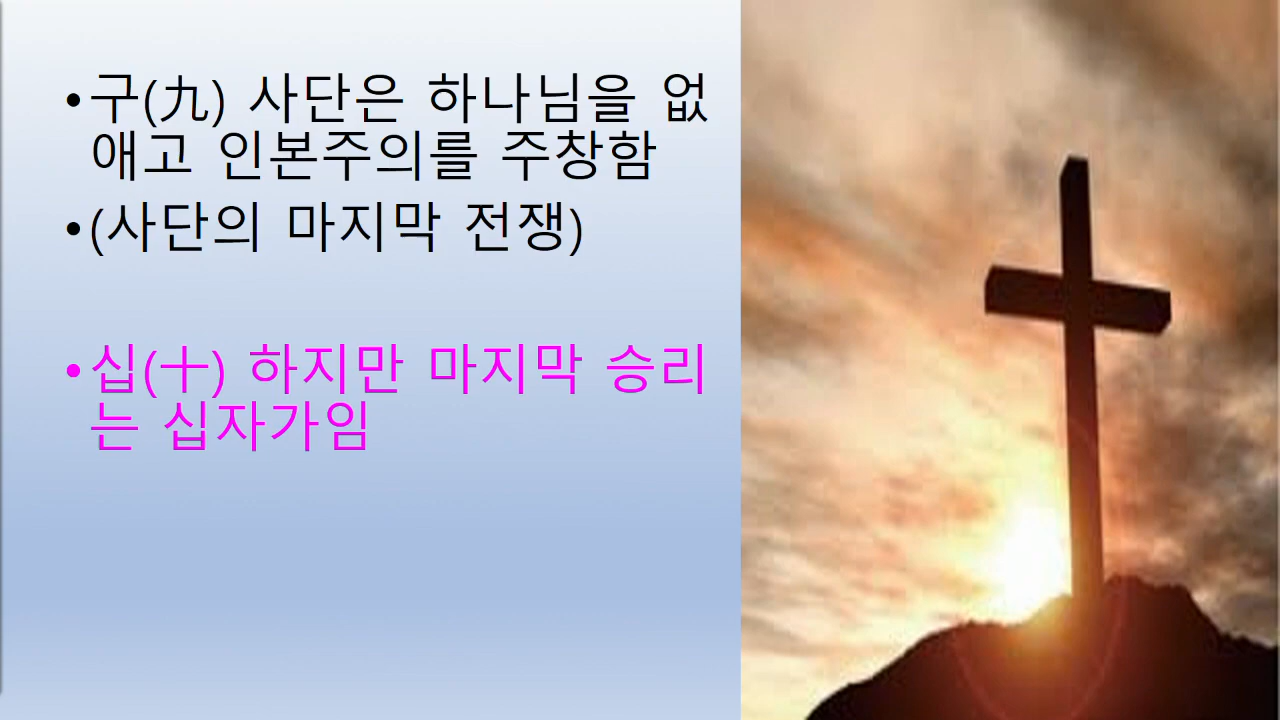 •구(九) 사단은 하나님을 없
애고 인본주의를 주창함
•(사단의 마지막 전쟁)
•십(十) 하지만 마지막 승리
는 십자가임